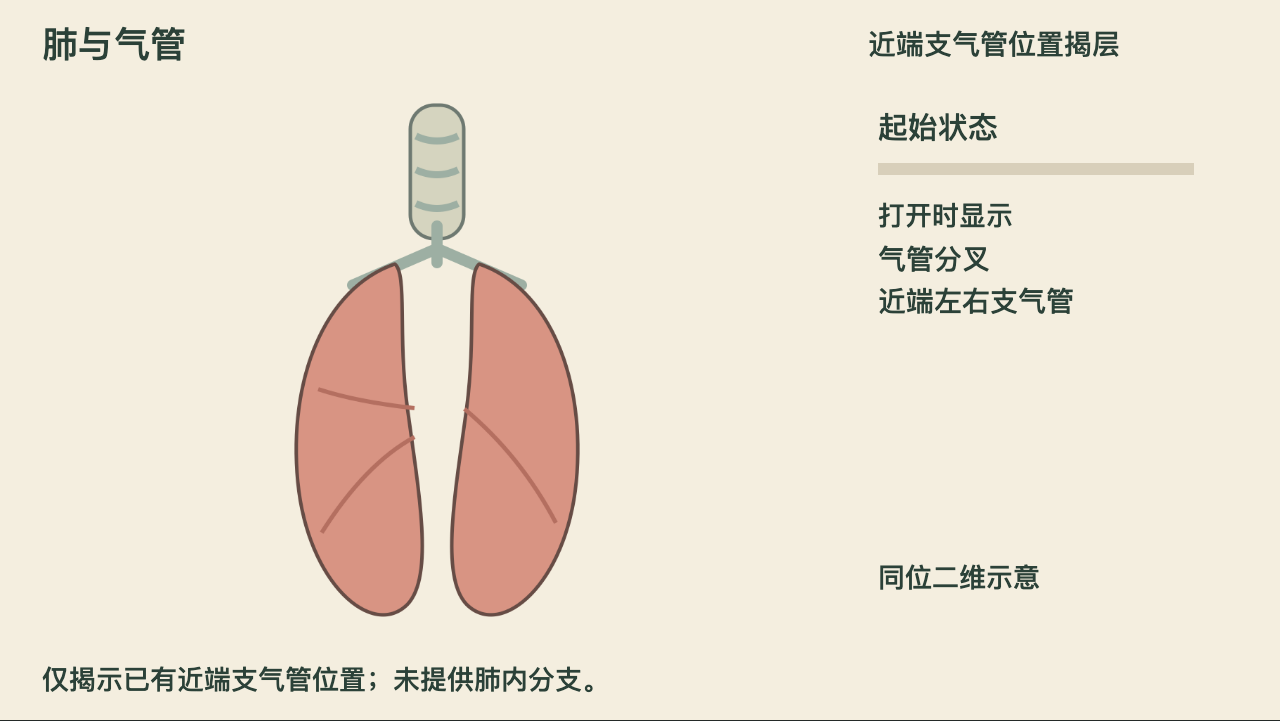 肺与气管
近端支气管位置揭层
起始状态
打开时显示
气管分叉
近端左右支气管
同位二维示意
仅揭示已有近端支气管位置；未提供肺内分支。